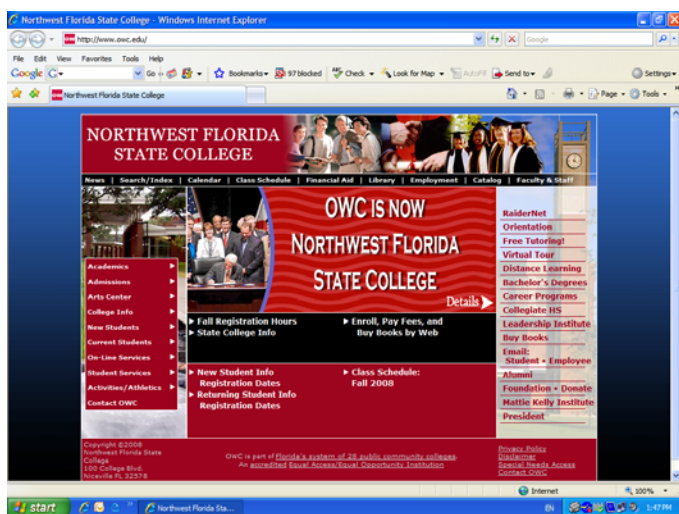 Northwest Florida State College - Windows Internet Explorer
http://www.owc.edu/
Google
File Edit View Favorites Tools Help
Google G Go Bookmarks 97 blocked Check Look for Map AutoFill Send to Settings
Northwest Florida State College Page Tools
NORTHWEST FLORIDA
STATE COLLEGE
News | Search/Index | Calendar | Class Schedule | Financial Aid | Library | Employment | Catalog | Faculty & Staff
OWC IS NOW
NORTHWEST FLORIDA
STATE COLLEGE
Details
Academics
Admissions
Arts Center
College Info
New Students
Current Students
On-Line Services
Student Services
Activities/Athletics
Contact OWC
Fall Registration Hours
State College Info
Enroll, Pay Fees, and
Buy Books by Web
New Student Info
Registration Dates
Returning Student Info
Registration Dates
Class Schedule:
Fall 2008
RaiderNet
Orientation
Free Tutoring!
Virtual Tour
Distance Learning
Bachelor's Degrees
Career Programs
Collegiate HS
Leadership Institute
Buy Books
Email:
Student • Employee
Alumni
Foundation • Donate
Mattie Kelly Institute
President
Copyright ©2008
Northwest Florida State
College
100 College Blvd.
Niceville FL 32578
OWC is part of Florida's system of 28 public community colleges.
An accredited Equal Access/Equal Opportunity Institution
Privacy Policy
Disclaimer
Special Needs Access
Contact OWC
Internet 100%
start Northwest Florida Sta... EN 1:47 PM